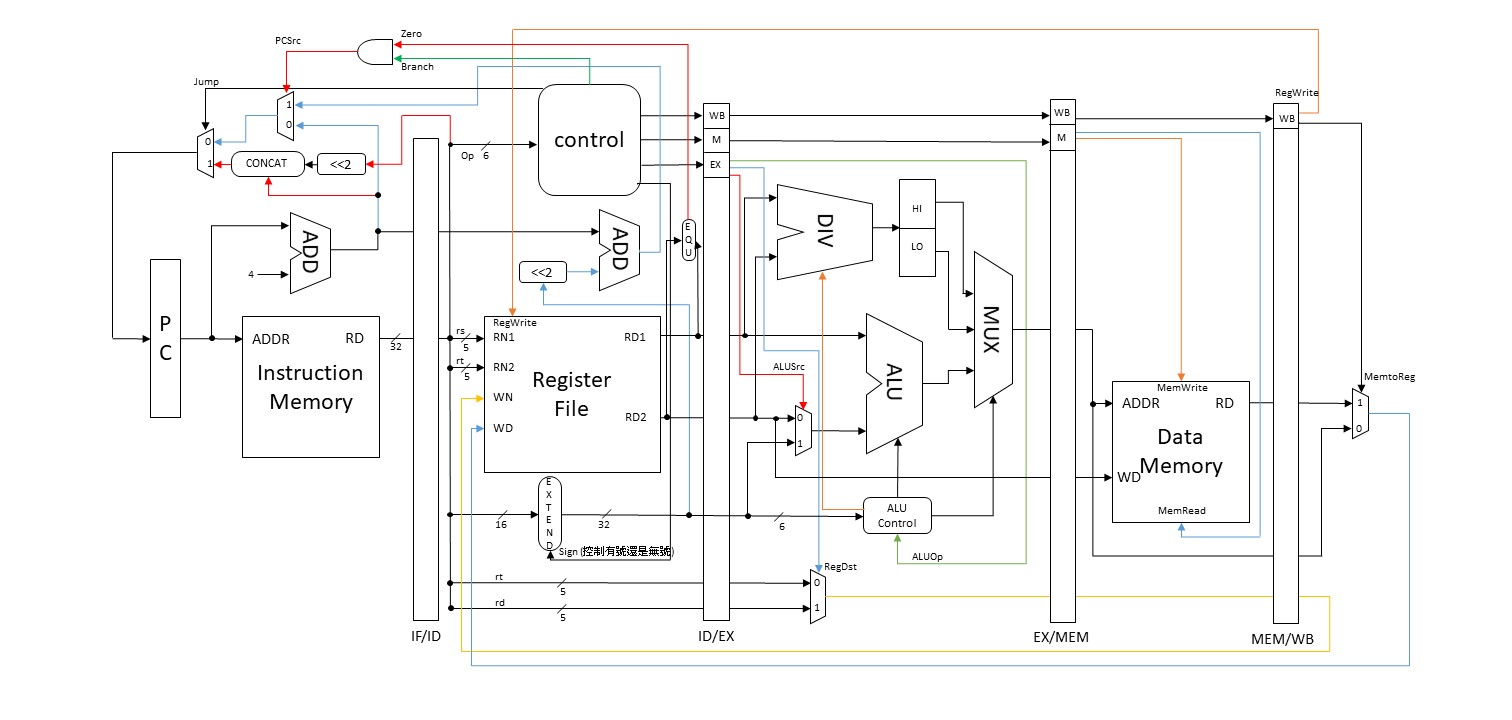 Zero
PCSrc
Branch
Jump
RegWrite
1
0
0
1
CONCAT
<<2
Op
6
control
WB
M
EX
WB
M
WB
E
Q
U
DIV
HI
LO
ADD
4
ADD
<<2
P
C
ADDR
RD
32
Instruction
Memory
rs
5
rt
5
RegWrite
RN1
RN2
WN
WD
RD1
RD2
Register
File
ALUSrc
0
1
ALU
MUX
MemWrite
ADDR
RD
WD
Data
Memory
MemRead
MemtoReg
1
0
16
E
X
T
E
N
D
32
6
ALU
Control
Sign (控制有號還是無號)
ALUOp
rt
5
rd
5
RegDst
0
1
IF/ID
ID/EX
EX/MEM
MEM/WB